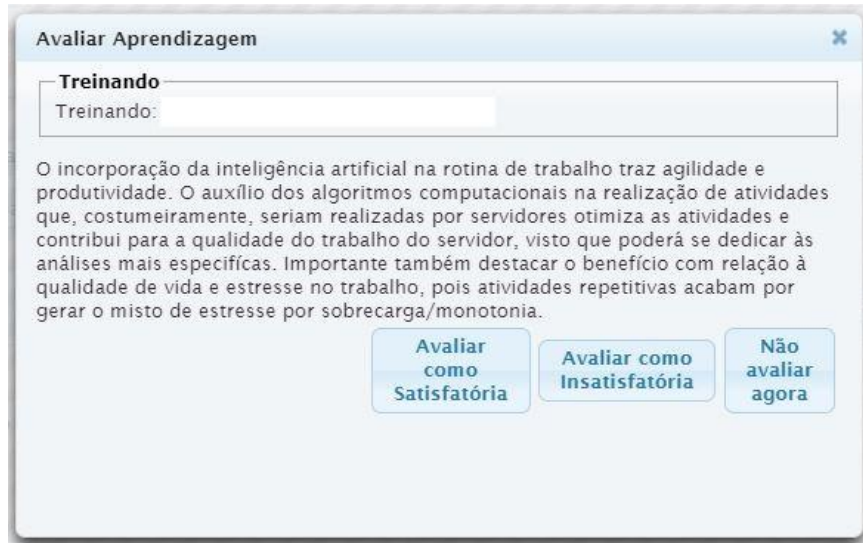 Avaliar Aprendizagem
Treinando
Treinando:
O incorporação da inteligência artificial na rotina de trabalho traz agilidade e
produtividade. O auxílio dos algoritmos computacionais na realização de atividades
que, costumeiramente, seriam realizadas por servidores otimiza as atividades e
contribui para a qualidade do trabalho do servidor, visto que poderá se dedicar às
análises mais especifícas. Importante também destacar o benefício com relação à
qualidade de vida e estresse no trabalho, pois atividades repetitivas acabam por
gerar o misto de estresse por sobrecarga/monotonia.
Avaliar
como
Satisfatória
Avaliar como
Insatisfatória
Não
avaliar
agora